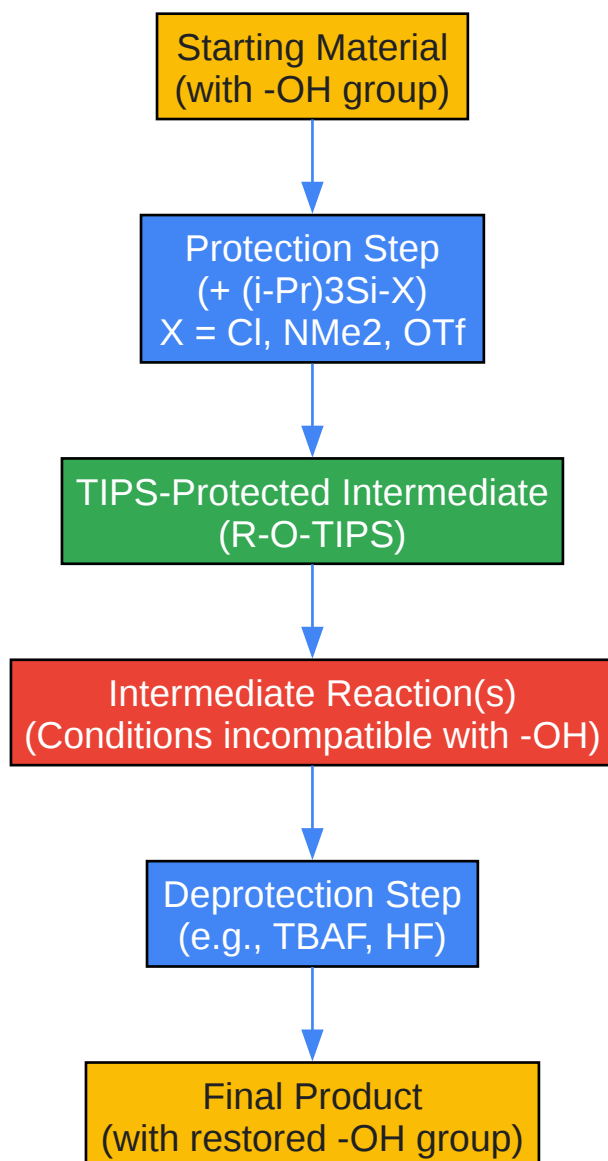 Starting Material
(with -OH group)
Protection Step
(+ (i-Pr)3Si-X)
X = Cl, NMe2, OTf
TIPS-Protected Intermediate
(R-O-TIPS)
Intermediate Reaction(s)
(Conditions incompatible with -OH)
Deprotection Step
(e.g., TBAF, HF)
Final Product
(with restored -OH group)